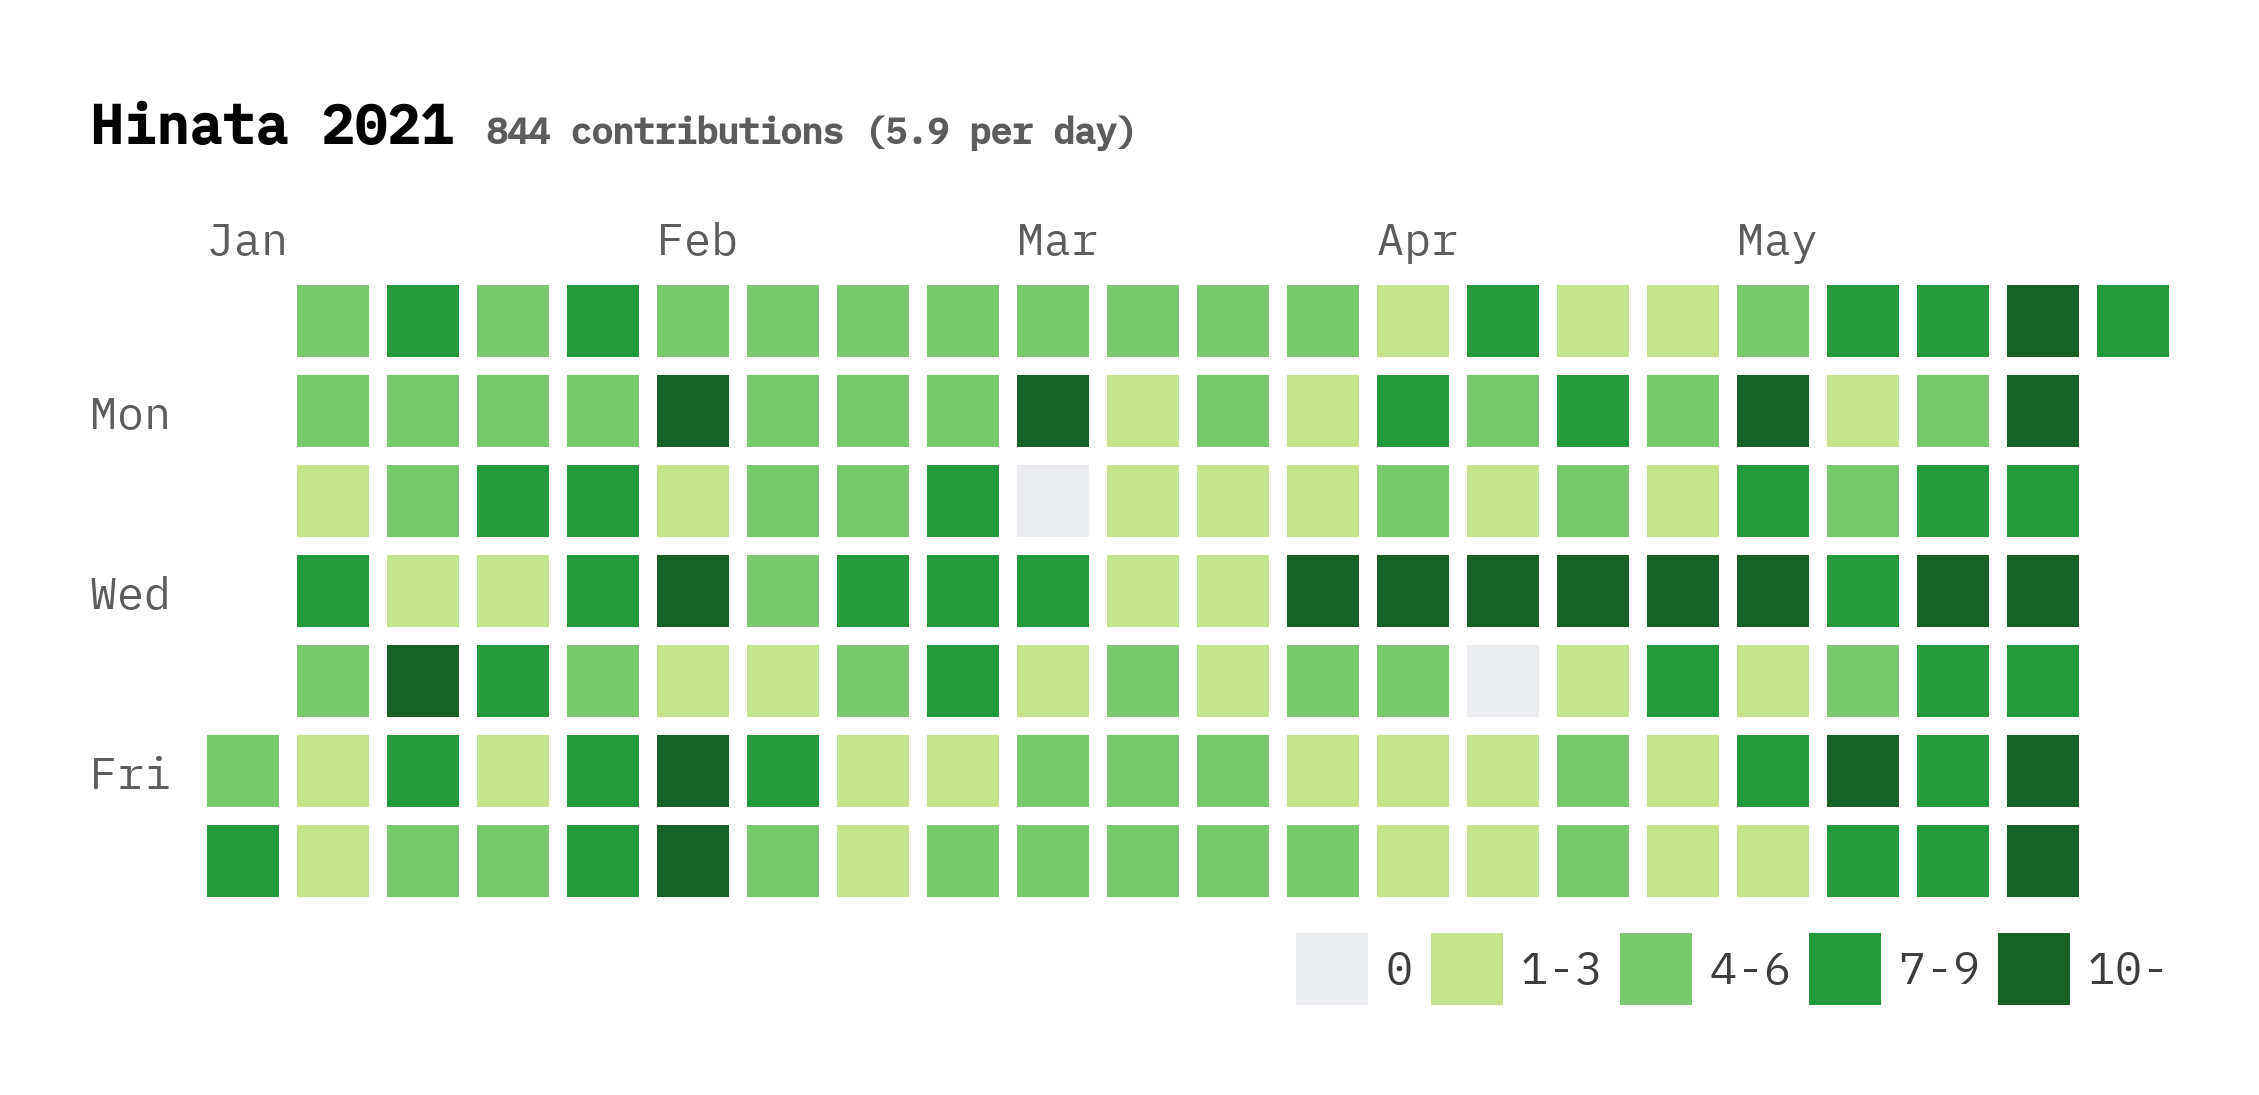 Hinata 2021 844 contributions (5.9 per day)
Jan Feb Mar Apr May
Mon
Wed
Fri
0 1-3 4-6 7-9 10-